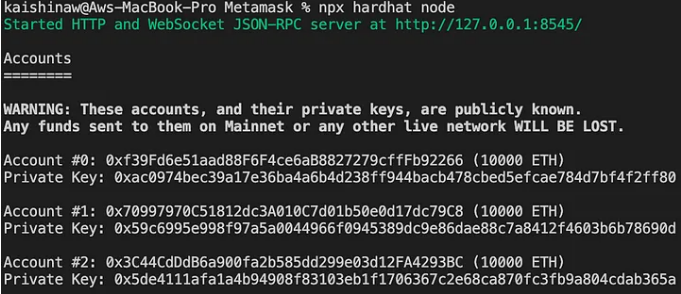 kaishinaw@Aws-MacBook-Pro Metamask % npx hardhat node
Started HTTP and WebSocket JSON-RPC server at http://127.0.0.1:8545/
Accounts
========
WARNING: These accounts, and their private keys, are publicly known.
Any funds sent to them on Mainnet or any other live network WILL BE LOST.
Account #0: 0xf39Fd6e51aad88F6F4ce6aB8827279cffFb92266 (10000 ETH)
Private Key: 0xac0974bec39a17e36ba4a6b4d238ff944bacb478cbed5efcae784d7bf4f2ff80
Account #1: 0x70997970C51812dc3A010C7d01b50e0d17dc79C8 (10000 ETH)
Private Key: 0x59c6995e998f97a5a0044966f0945389dc9e86dae88c7a8412f4603b6b78690d
Account #2: 0x3C44CdDdB6a900fa2b585dd299e03d12FA4293BC (10000 ETH)
Private Key: 0x5de4111afa1a4b94908f83103eb1f1706367c2e68ca870fc3fb9a804cdab365a